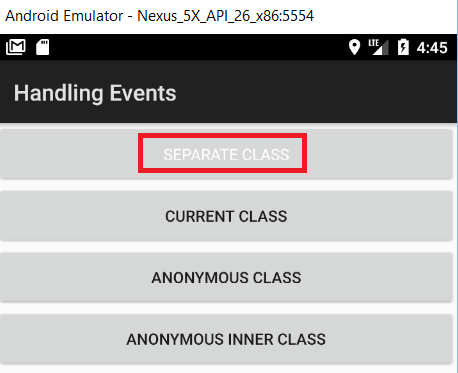 Android Emulator - Nexus_5X_API_26_x86:5554
LTE 4:45
Handling Events
SEPARATE CLASS
CURRENT CLASS
ANONYMOUS CLASS
ANONYMOUS INNER CLASS